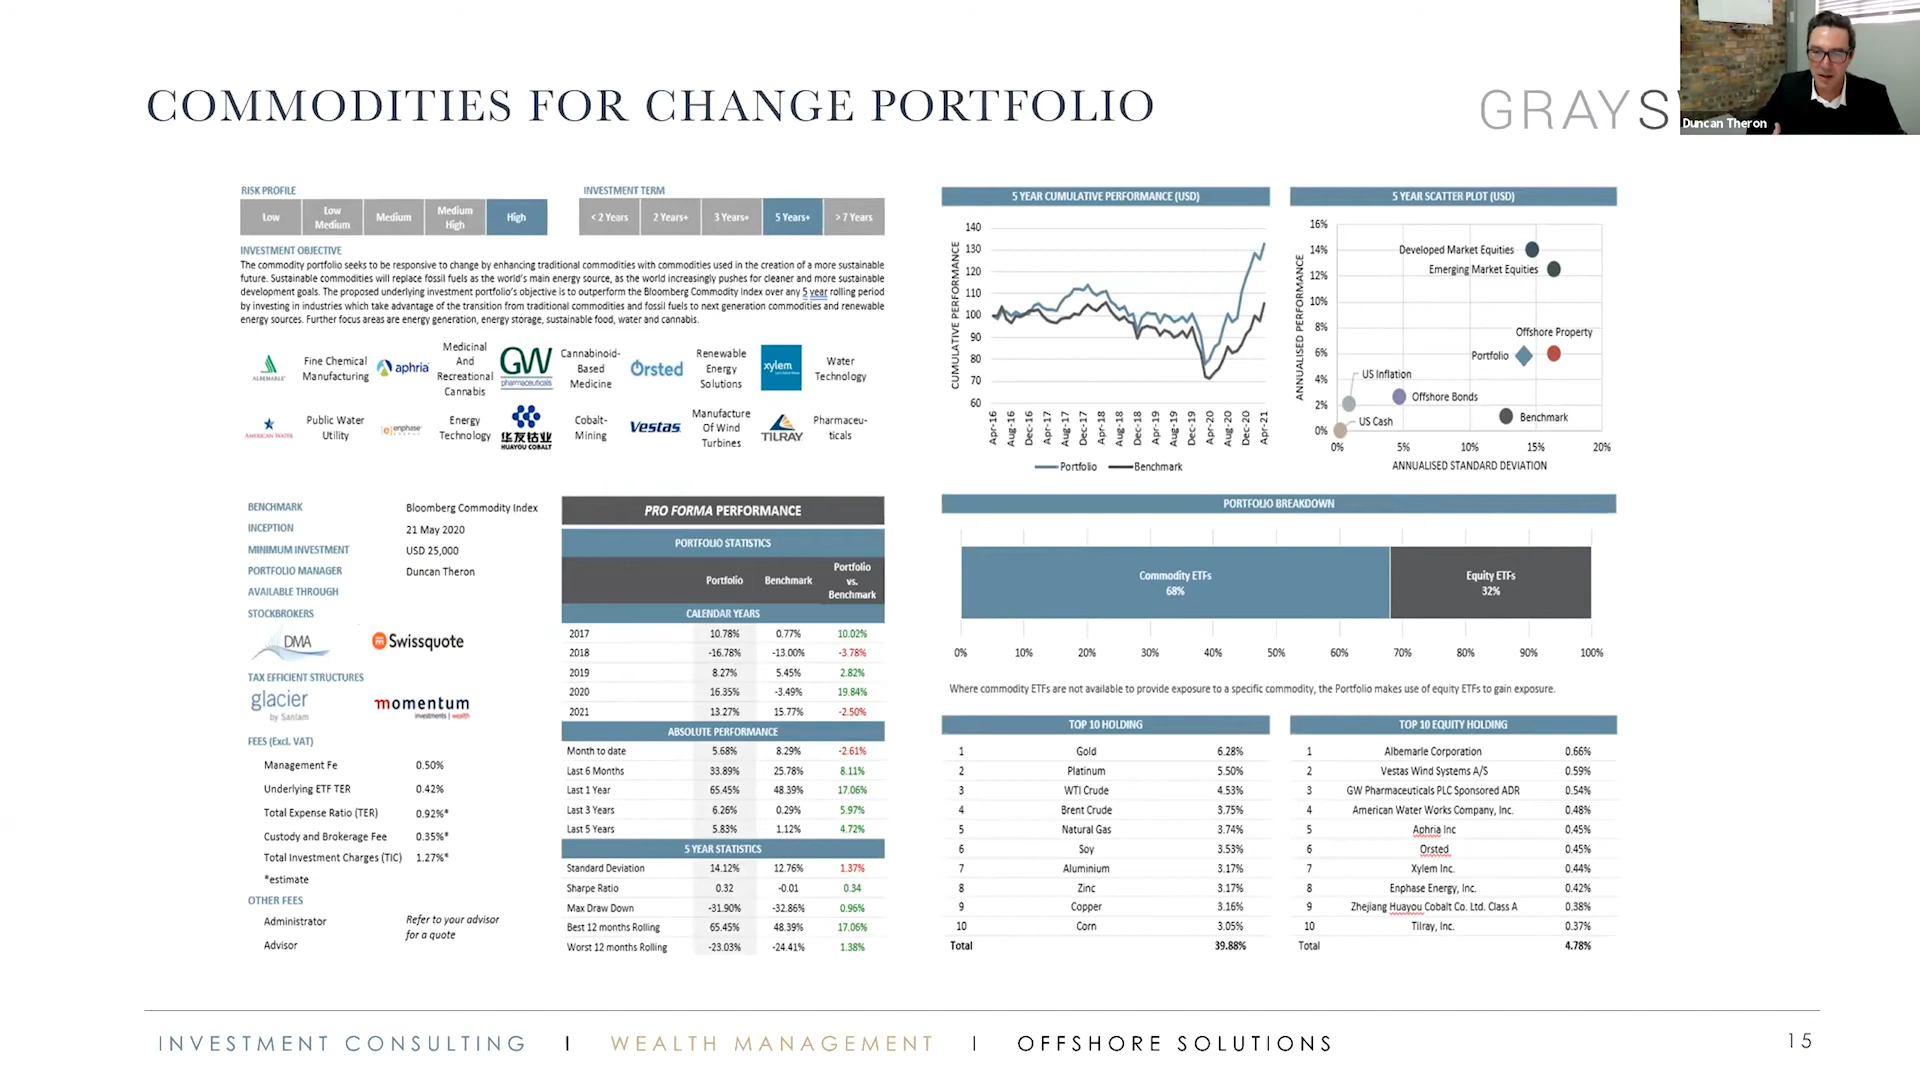 COMMODITIES FOR CHANGE PORTFOLIO
GRAYS
Duncan Theron
RISK PROFILE
Low
Low Medium
Medium
Medium High
High
INVESTMENT TERM
< 2 Years
2 Years+
3 Years+
5 Years+
> 7 Years
INVESTMENT OBJECTIVE
The commodity portfolio seeks to be responsive to change by enhancing traditional commodities with commodities used in the creation of a more sustainable
future. Sustainable commodities will replace fossil fuels as the world's main energy source, as the world increasingly pushes for cleaner and more sustainable
development goals. The proposed underlying investment portfolio's objective is to outperform the Bloomberg Commodity Index over any 5 year rolling period
by investing in industries which take advantage of the transition from traditional commodities and fossil fuels to next generation commodities and renewable
energy sources. Further focus areas are energy generation, energy storage, sustainable food, water and cannabis.
ALBEMARLE
Fine Chemical
Manufacturing
aphria
Medicinal
And
Recreational
Cannabis
GW
pharmaceuticals
Cannabinoid-
Based
Medicine
Ørsted
Renewable
Energy
Solutions
xylem
Water
Technology
AMERICAN WATER
Public Water
Utility
enphase
ENERGY
Energy
Technology
华友钴业
HUAYOU COBALT
Cobalt-
Mining
Vestas
Manufacture
Of Wind
Turbines
TILRAY
Pharmaceu-
ticals
BENCHMARK Bloomberg Commodity Index
INCEPTION 21 May 2020
MINIMUM INVESTMENT USD 25,000
PORTFOLIO MANAGER Duncan Theron
AVAILABLE THROUGH
STOCKBROKERS
DMA
Swissquote
TAX EFFICIENT STRUCTURES
glacier
by Sanlam
momentum
investments | wealth
FEES (Excl. VAT)
Management Fe 0.50%
Underlying ETF TER 0.42%
Total Expense Ratio (TER) 0.92%*
Custody and Brokerage Fee 0.35%*
Total Investment Charges (TIC) 1.27%*
*estimate
OTHER FEES
Administrator
Advisor
Refer to your advisor
for a quote
PRO FORMA PERFORMANCE
PORTFOLIO STATISTICS
Portfolio Benchmark Portfolio vs. Benchmark
CALENDAR YEARS
2017 10.78% 0.77% 10.02%
2018 -16.78% -13.00% -3.78%
2019 8.27% 5.45% 2.82%
2020 16.35% -3.49% 19.84%
2021 13.27% 15.77% -2.50%
ABSOLUTE PERFORMANCE
Month to date 5.68% 8.29% -2.61%
Last 6 Months 33.89% 25.78% 8.11%
Last 1 Year 65.45% 48.39% 17.06%
Last 3 Years 6.26% 0.29% 5.97%
Last 5 Years 5.83% 1.12% 4.72%
5 YEAR STATISTICS
Standard Deviation 14.12% 12.76% 1.37%
Sharpe Ratio 0.32 -0.01 0.34
Max Draw Down -31.90% -32.86% 0.96%
Best 12 months Rolling 65.45% 48.39% 17.06%
Worst 12 months Rolling -23.03% -24.41% 1.38%
5 YEAR CUMULATIVE PERFORMANCE (USD)
CUMULATIVE PERFORMANCE
140
130
120
110
100
90
80
70
60
Apr-16 Aug-16 Dec-16 Apr-17 Aug-17 Dec-17 Apr-18 Aug-18 Dec-18 Apr-19 Aug-19 Dec-19 Apr-20 Aug-20 Dec-20 Apr-21
Portfolio Benchmark
5 YEAR SCATTER PLOT (USD)
ANNUALISED PERFORMANCE
16%
14%
12%
10%
8%
6%
4%
2%
0%
Developed Market Equities
Emerging Market Equities
Offshore Property
Portfolio
US Inflation
Offshore Bonds
Benchmark
US Cash
0% 5% 10% 15% 20%
ANNUALISED STANDARD DEVIATION
PORTFOLIO BREAKDOWN
Commodity ETFs
68%
Equity ETFs
32%
0% 10% 20% 30% 40% 50% 60% 70% 80% 90% 100%
Where commodity ETFs are not available to provide exposure to a specific commodity, the Portfolio makes use of equity ETFs to gain exposure.
TOP 10 HOLDING
1 Gold 6.28%
2 Platinum 5.50%
3 WTI Crude 4.53%
4 Brent Crude 3.75%
5 Natural Gas 3.74%
6 Soy 3.53%
7 Aluminium 3.17%
8 Zinc 3.17%
9 Copper 3.16%
10 Corn 3.05%
Total 39.88%
TOP 10 EQUITY HOLDING
1 Albemarle Corporation 0.66%
2 Vestas Wind Systems A/S 0.59%
3 GW Pharmaceuticals PLC Sponsored ADR 0.54%
4 American Water Works Company, Inc. 0.48%
5 Aphria Inc 0.45%
6 Orsted 0.45%
7 Xylem Inc. 0.44%
8 Enphase Energy, Inc. 0.42%
9 Zhejiang Huayou Cobalt Co. Ltd. Class A 0.38%
10 Tilray, Inc. 0.37%
Total 4.78%
INVESTMENT CONSULTING I WEALTH MANAGEMENT I OFFSHORE SOLUTIONS
15